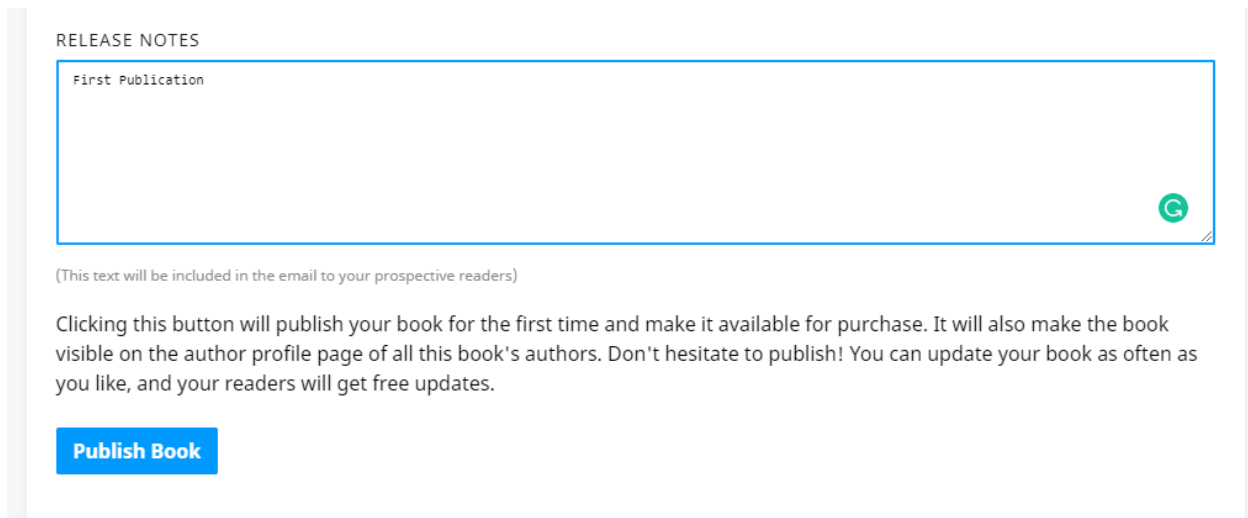 RELEASE NOTES
First Publication
(This text will be included in the email to your prospective readers)
Clicking this button will publish your book for the first time and make it available for purchase. It will also make the book
visible on the author profile page of all this book's authors. Don't hesitate to publish! You can update your book as often as
you like, and your readers will get free updates.
Publish Book